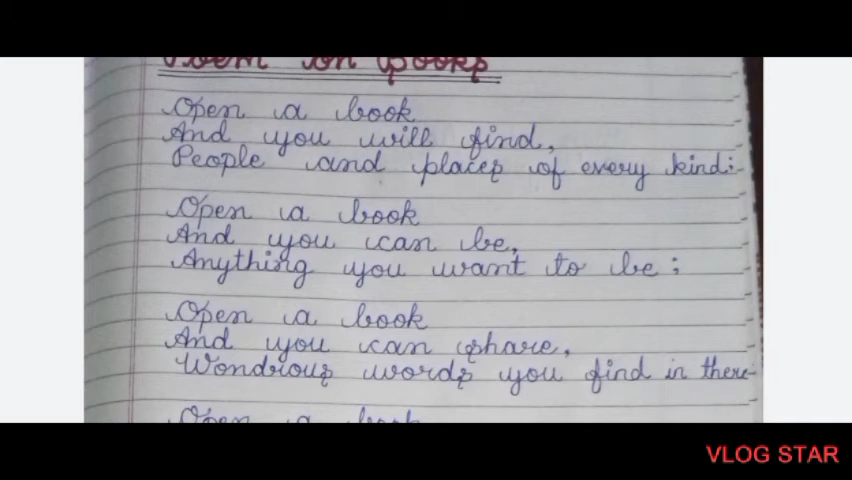 Poem on Books
Open a book
And you will find,
People and places of every kind;
Open a book
And you can be,
Anything you want to be;
Open a book
And you can share,
Wondrous words you find in there
Open a book
VLOG STAR